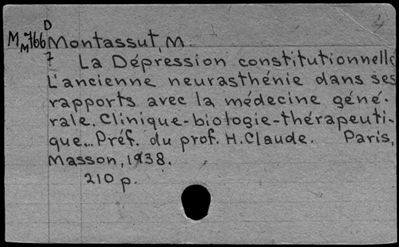 D
M 766 Montassut, M.
M 7 La Dépression constitutionnelle
L'ancienne neurasthénie dans ses
rapports avec la médecine géné-
rale. Clinique-biologie-thérapeuti-
que... Préf. du prof. H. Claude. Paris,
Masson, 1938.
210 p.